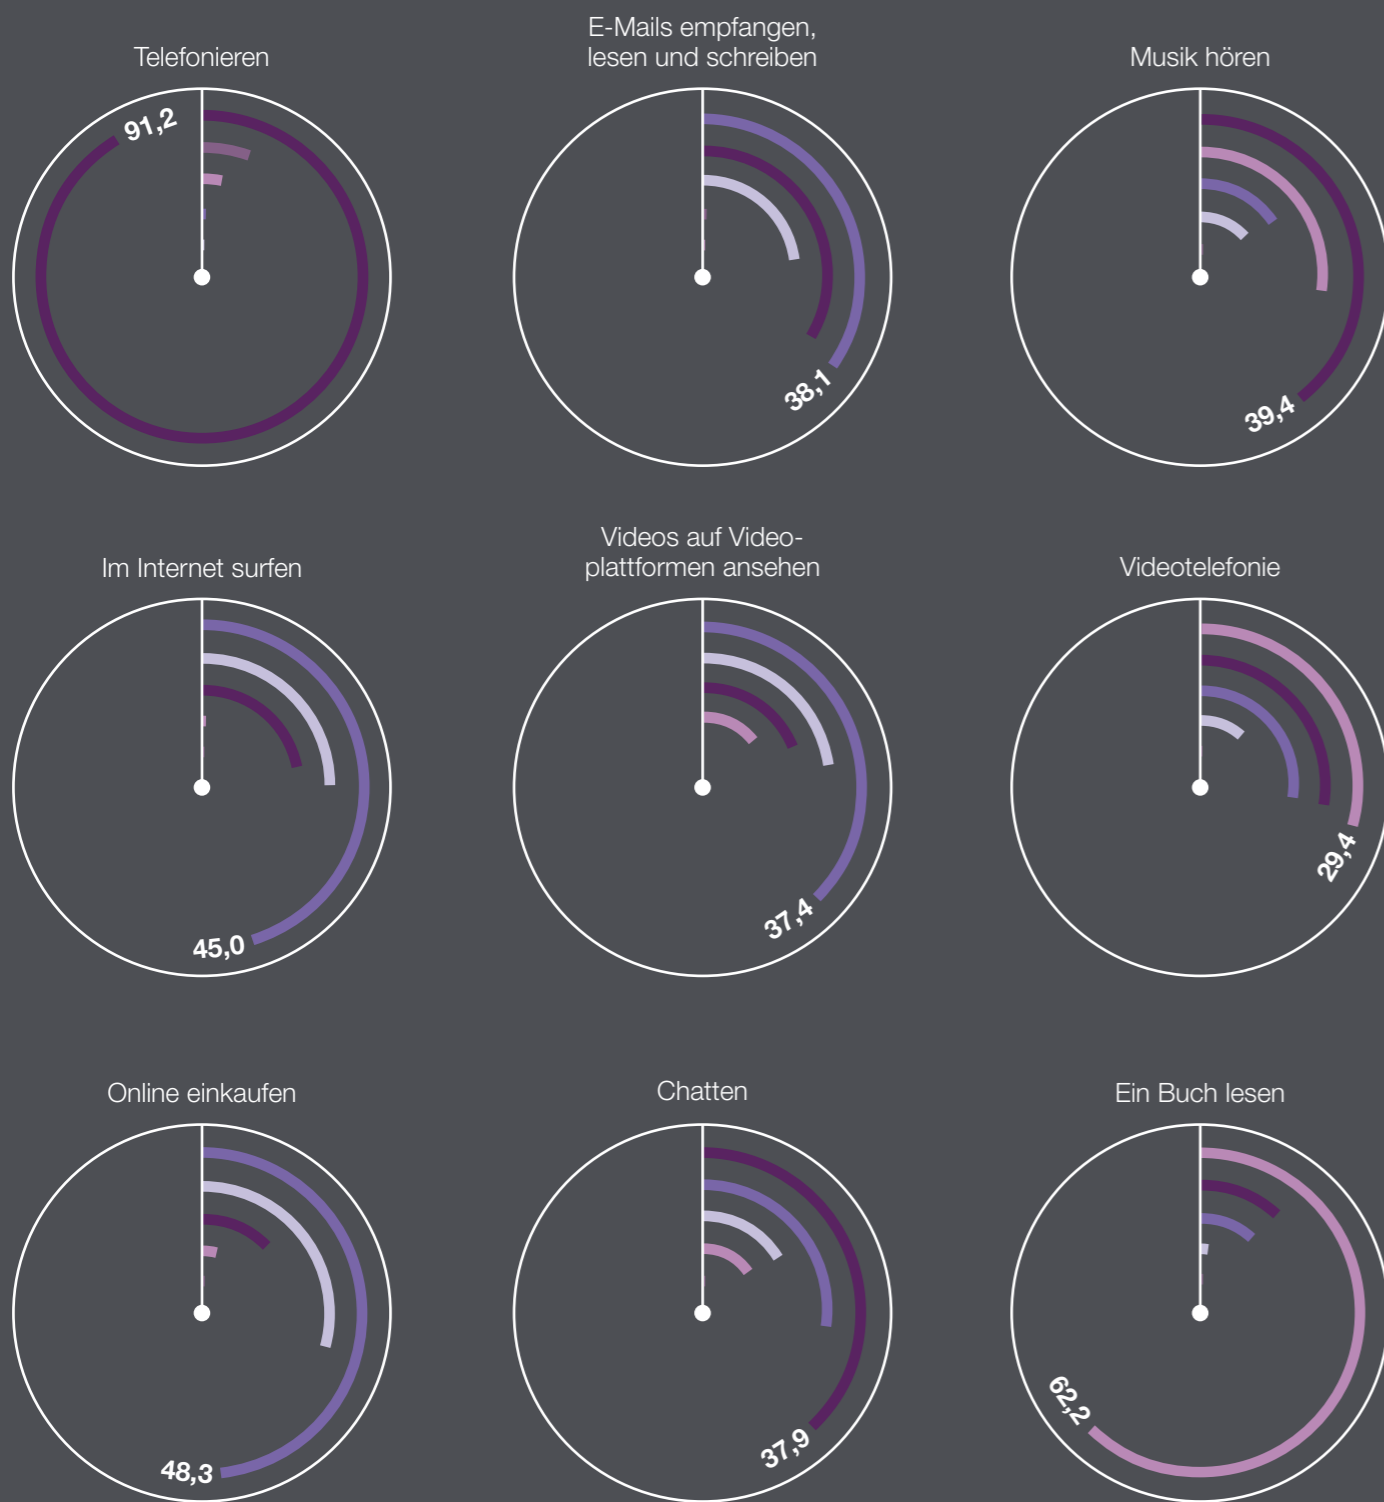 Telefonieren
91,2
E-Mails empfangen,
lesen und schreiben
38,1
Musik hören
39,4
Im Internet surfen
45,0
Videos auf Video-
plattformen ansehen
37,4
Videotelefonie
29,4
Online einkaufen
48,3
Chatten
37,9
Ein Buch lesen
62,2